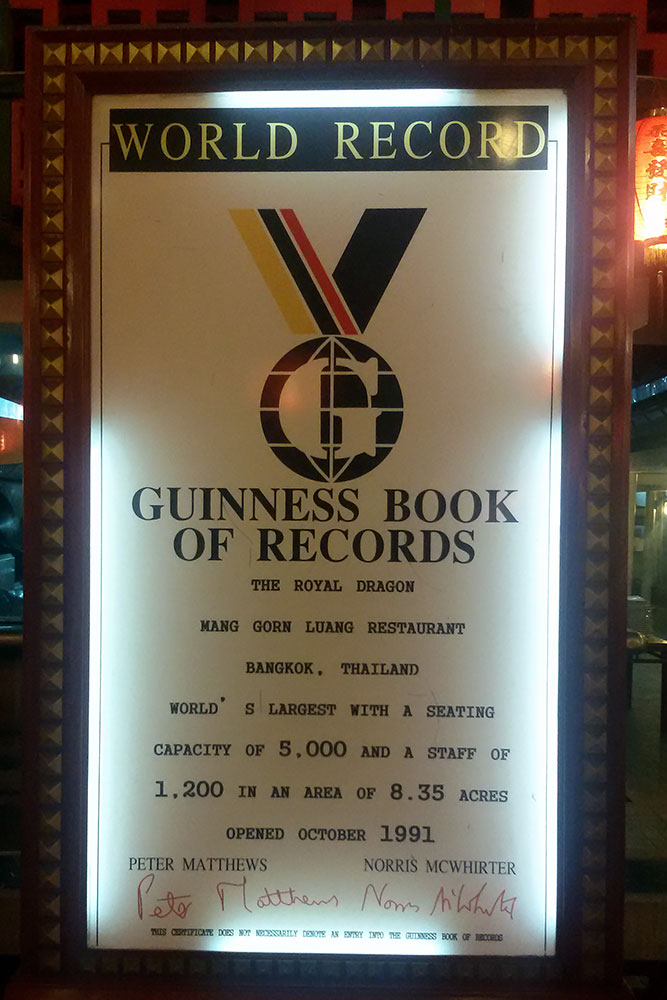 WORLD RECORD
G
GUINNESS BOOK
OF RECORDS
THE ROYAL DRAGON
MANG GORN LUANG RESTAURANT
BANGKOK, THAILAND
WORLD' S LARGEST WITH A SEATING
CAPACITY OF 5,000 AND A STAFF OF
1,200 IN AN AREA OF 8.35 ACRES
OPENED OCTOBER 1991
PETER MATTHEWS NORRIS MCWHIRTER
Peter Matthews Norris McWhirter
THIS CERTIFICATE DOES NOT NECESSARILY DENOTE AN ENTRY INTO THE GUINNESS BOOK OF RECORDS